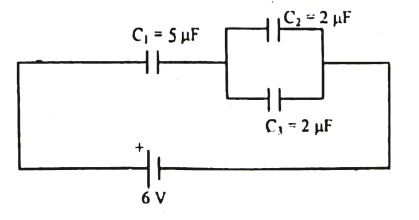 C₂ = 2 μF
C₁ = 5 μF
C₃ = 2 μF
+
6 V